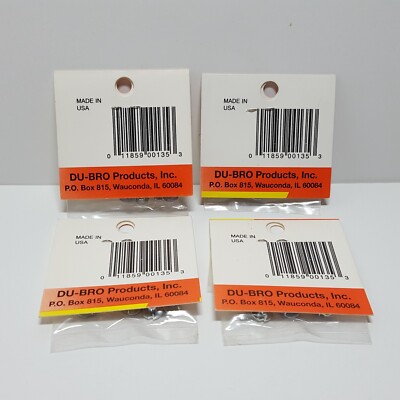 MADE IN
USA
0 11859 00135 3
DU-BRO Products, Inc.
P.O. Box 815, Wauconda, IL 60084
MADE IN
USA
0 11859 00135 3
DU-BRO Products, Inc.
P.O. Box 815, Wauconda, IL 60084
MADE IN
USA
0 11859 00135 3
DU-BRO Products, Inc.
P.O. Box 815, Wauconda, IL 60084
MADE IN
USA
0 11859 00135 3
DU-BRO Products, Inc.
P.O. Box 815, Wauconda, IL 60084